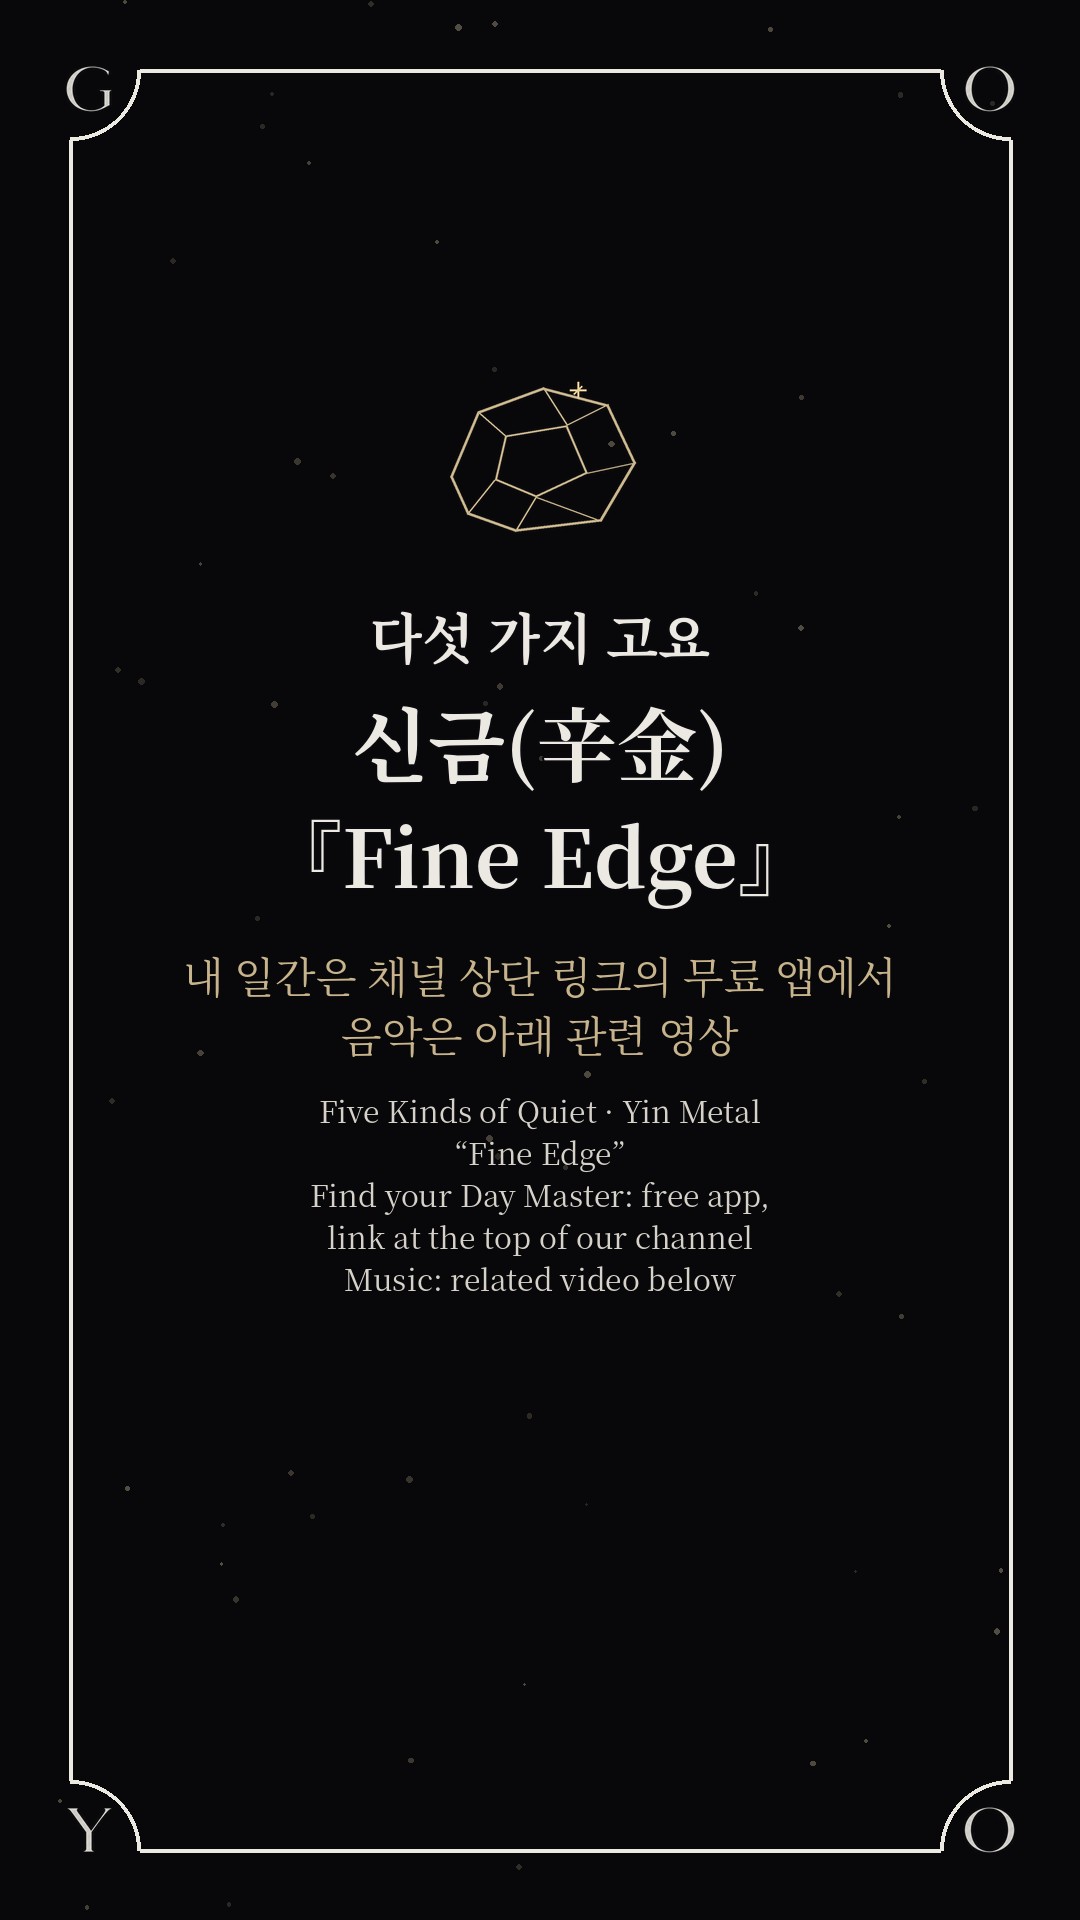 G O
다섯 가지 고요
신금(辛金)
『Fine Edge』
내 일간은 채널 상단 링크의 무료 앱에서
음악은 아래 관련 영상
Five Kinds of Quiet · Yin Metal
“Fine Edge”
Find your Day Master: free app,
link at the top of our channel
Music: related video below
Y O